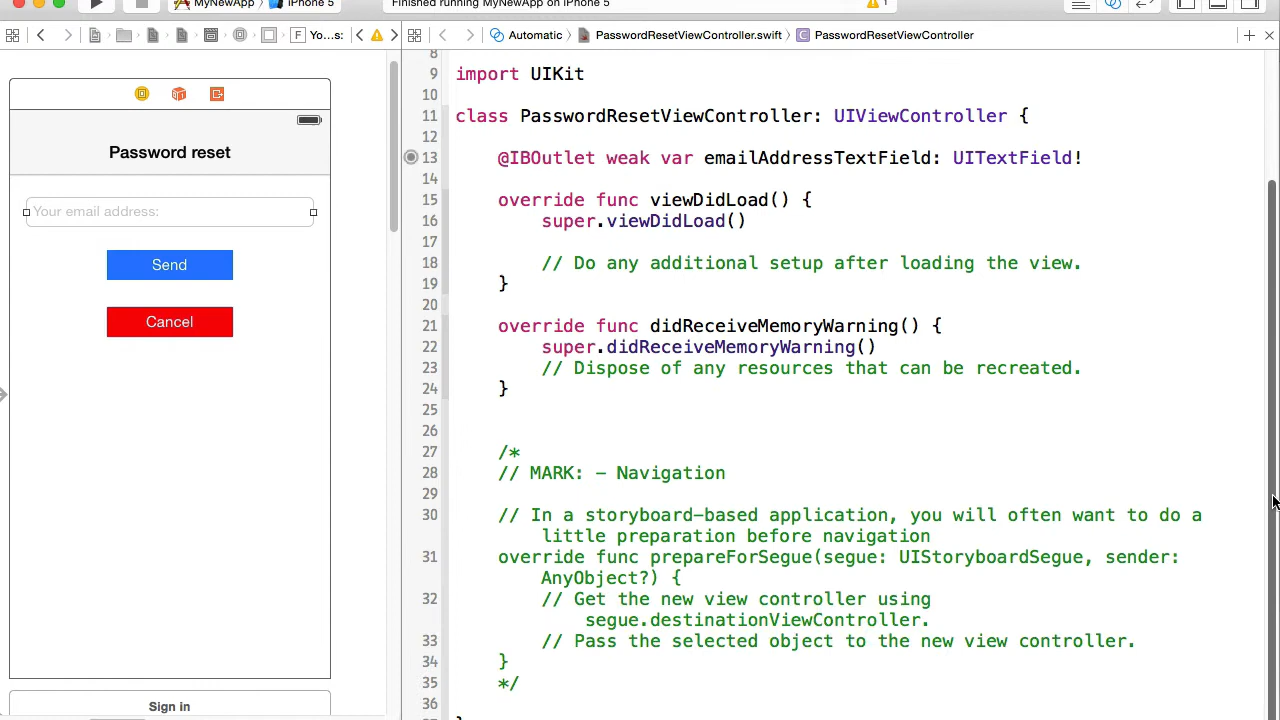 MyNewApp
iPhone 5
Finished running MyNewApp on iPhone 5
1
F Yo...s:
Automatic
PasswordResetViewController.swift
C PasswordResetViewController
Password reset
Your email address:
Send
Cancel
Sign in
8
9 import UIKit
10
11 class PasswordResetViewController: UIViewController {
12
13 @IBOutlet weak var emailAddressTextField: UITextField!
14
15 override func viewDidLoad() {
16 super.viewDidLoad()
17
18 // Do any additional setup after loading the view.
19 }
20
21 override func didReceiveMemoryWarning() {
22 super.didReceiveMemoryWarning()
23 // Dispose of any resources that can be recreated.
24 }
25
26
27 /*
28 // MARK: - Navigation
29
30 // In a storyboard-based application, you will often want to do a
little preparation before navigation
31 override func prepareForSegue(segue: UIStoryboardSegue, sender:
AnyObject?) {
32 // Get the new view controller using
segue.destinationViewController.
33 // Pass the selected object to the new view controller.
34 }
35 */
36